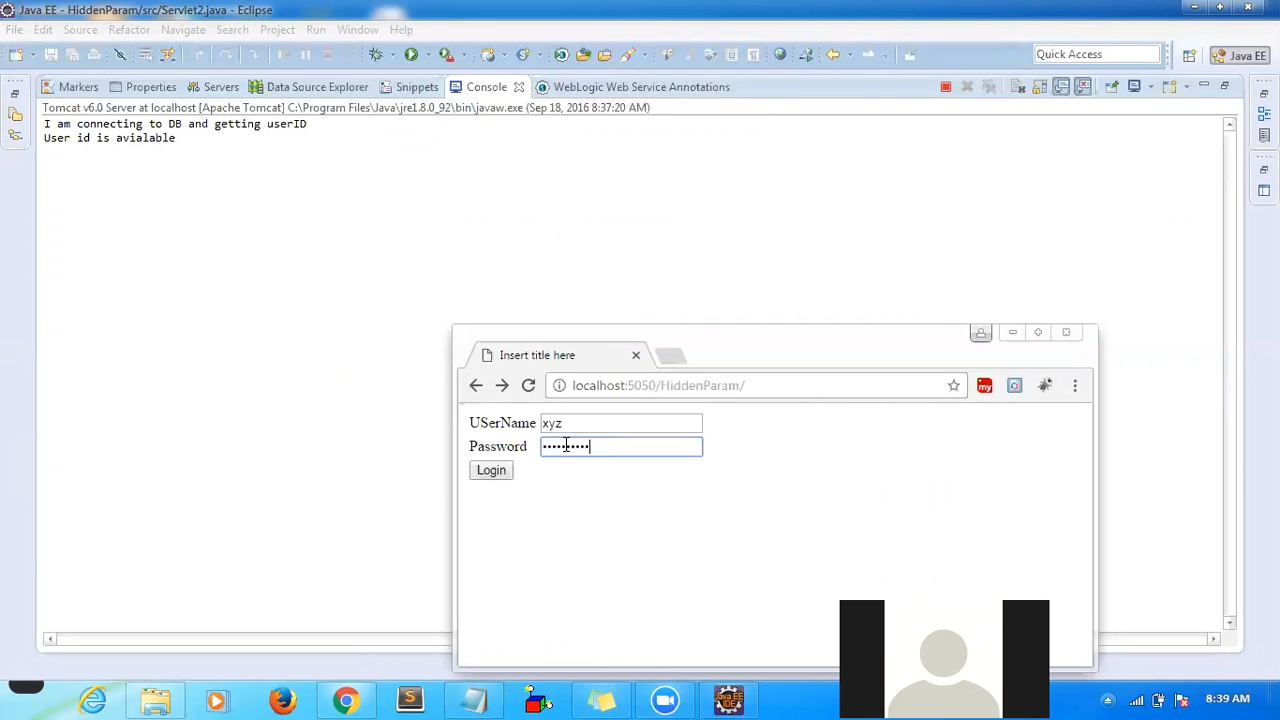 Java EE - HiddenParam/src/Servlet2.java - Eclipse
File Edit Source Refactor Navigate Search Project Run Window Help
Quick Access
Java EE
Markers Properties Servers Data Source Explorer Snippets Console WebLogic Web Service Annotations
Tomcat v6.0 Server at localhost [Apache Tomcat] C:\Program Files\Java\jre1.8.0_92\bin\javaw.exe (Sep 18, 2016 8:37:20 AM)
I am connecting to DB and getting userID
User id is avialable
Insert title here
localhost:5050/HiddenParam/
my
USerName xyz
Password ••••••••••
Login
Java EE
IDE
8:39 AM